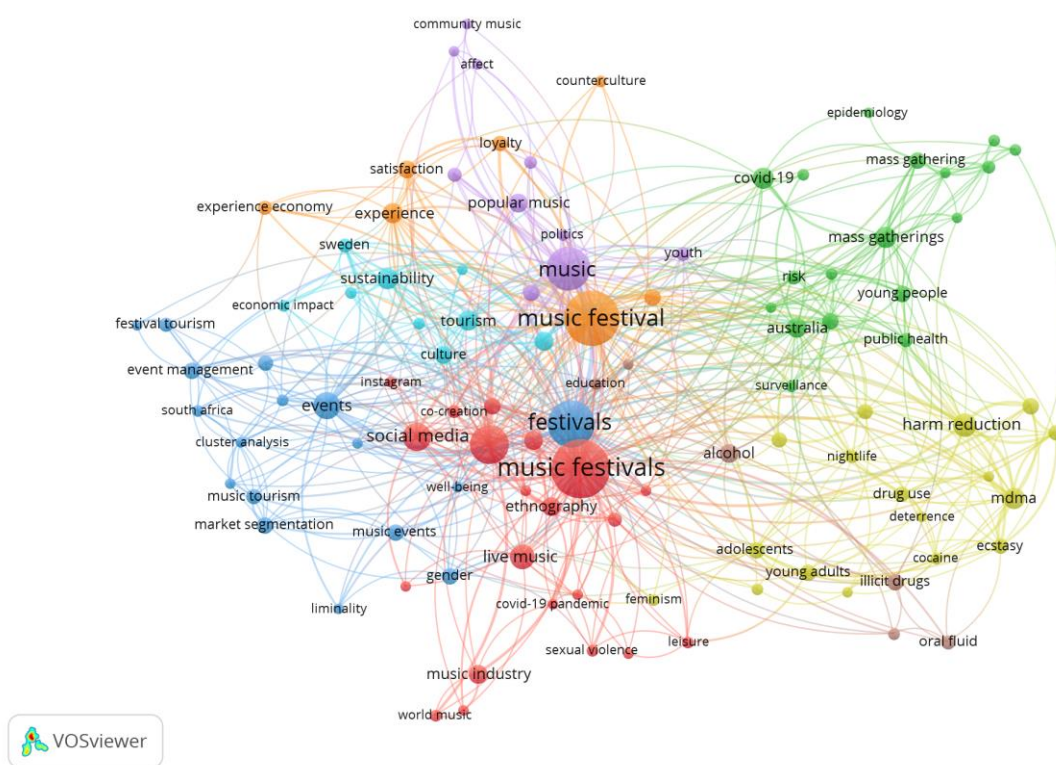 community music
affect
counterculture
epidemiology
loyalty
mass gathering
satisfaction
covid-19
experience economy
popular music
experience
politics
mass gatherings
sweden
youth
music
sustainability
risk
young people
economic impact
music festival
festival tourism
tourism
australia
public health
culture
event management
instagram
education
surveillance
south africa
events
co-creation
festivals
harm reduction
social media
cluster analysis
alcohol
nightlife
music festivals
well-being
music tourism
drug use
mdma
ethnography
market segmentation
deterrence
music events
adolescents
ecstasy
live music
cocaine
gender
young adults
illicit drugs
liminality
covid-19 pandemic
feminism
sexual violence
leisure
oral fluid
music industry
world music
VOSviewer